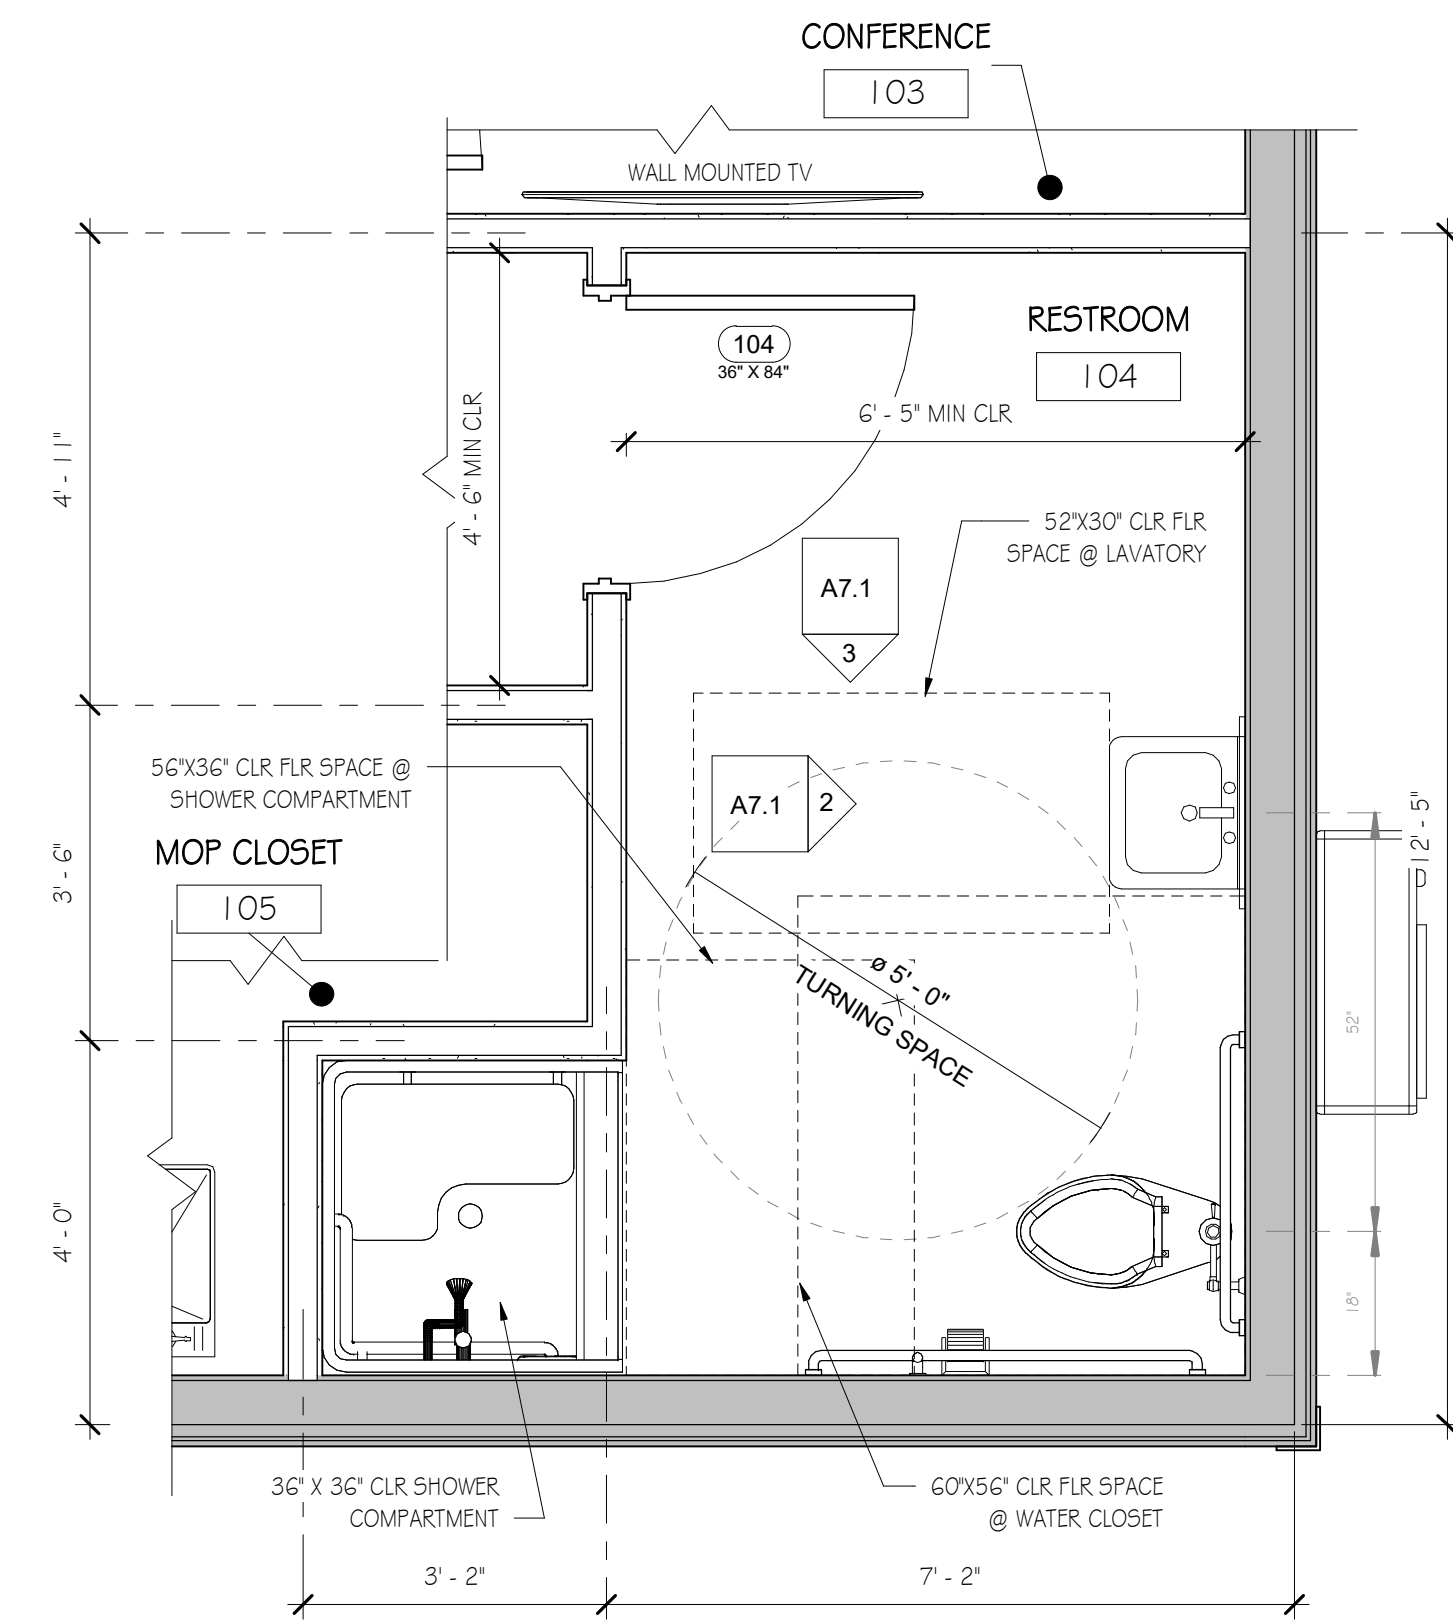 CONFERENCE
103
WALL MOUNTED TV
RESTROOM
104
104
36" X 84"
6' - 5" MIN CLR
4' - 11"
4' - 6" MIN CLR
52"X30" CLR FLR
SPACE @ LAVATORY
A7.1
3
56"X36" CLR FLR SPACE @
SHOWER COMPARTMENT
A7.1
2
MOP CLOSET
105
3' - 6"
12' - 5"
ø 5' - 0"
TURNING SPACE
52"
4' - 0"
18"
36" X 36" CLR SHOWER
COMPARTMENT
60"X56" CLR FLR SPACE
@ WATER CLOSET
3' - 2"
7' - 2"